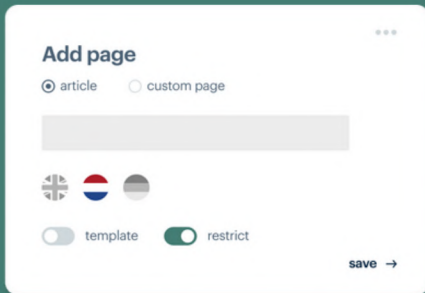 Add page
article custom page
template restrict
save →